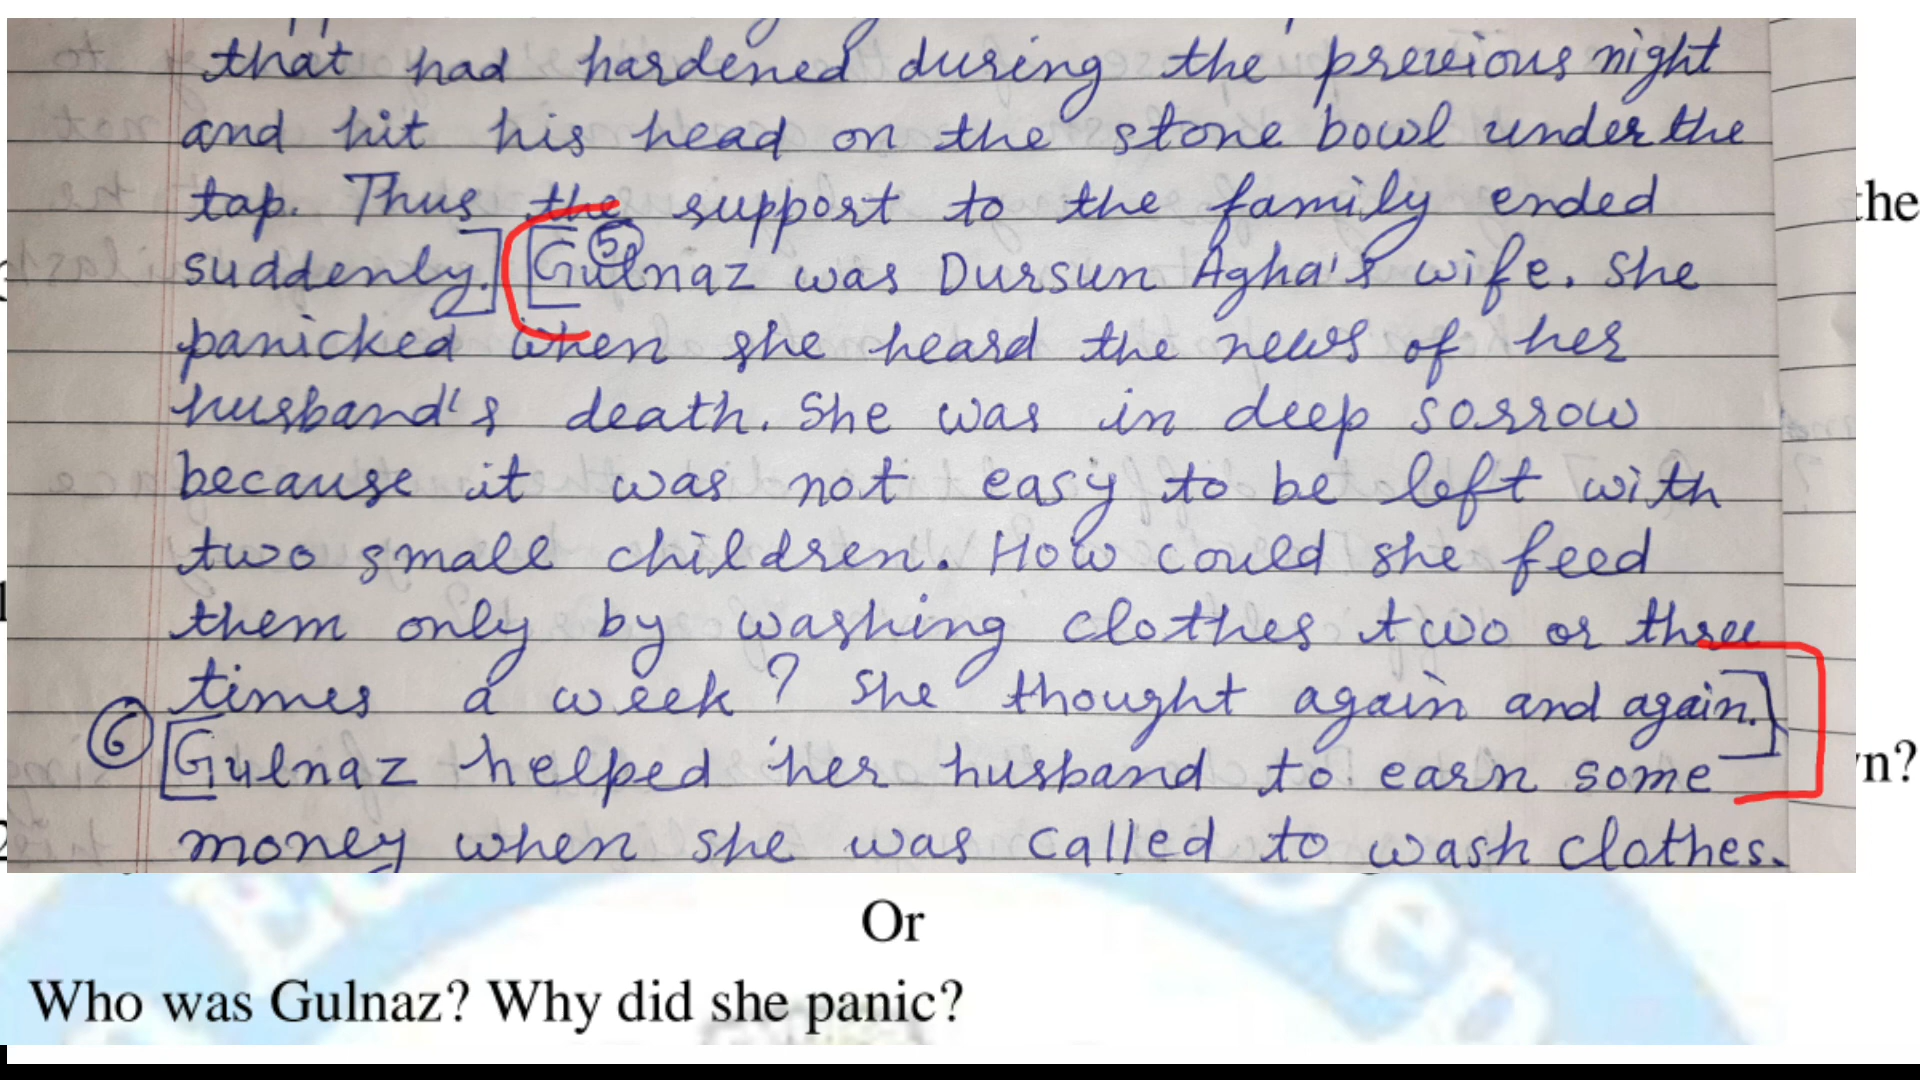 that had hardened during the previous night
and hit his head on the stone bowl under the
tap. Thus the support to the family ended
suddenly.] [Gulnaz was Dursun Agha's wife. She
5
panicked when she heard the news of her
husband's death. She was in deep sorrow
because it was not easy to be left with
two small children. How could she feed
them only by washing clothes two or three
times a week? She thought again and again.]
6 [Gulnaz helped her husband to earn some
money when she was called to wash clothes.
the
n?
Or
Who was Gulnaz? Why did she panic?